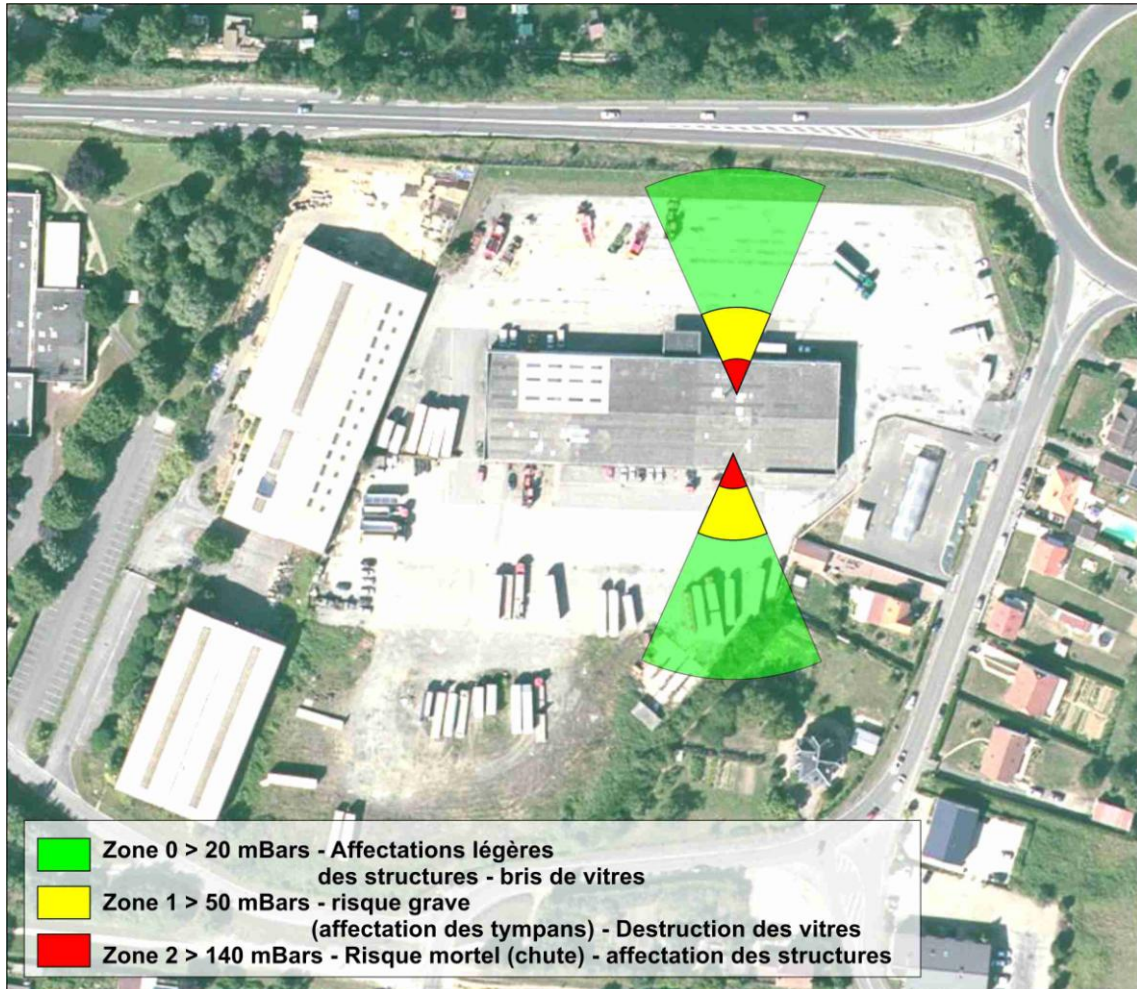 Zone 0 > 20 mBars - Affectations légères
des structures - bris de vitres
Zone 1 > 50 mBars - risque grave
(affectation des tympans) - Destruction des vitres
Zone 2 > 140 mBars - Risque mortel (chute) - affectation des structures